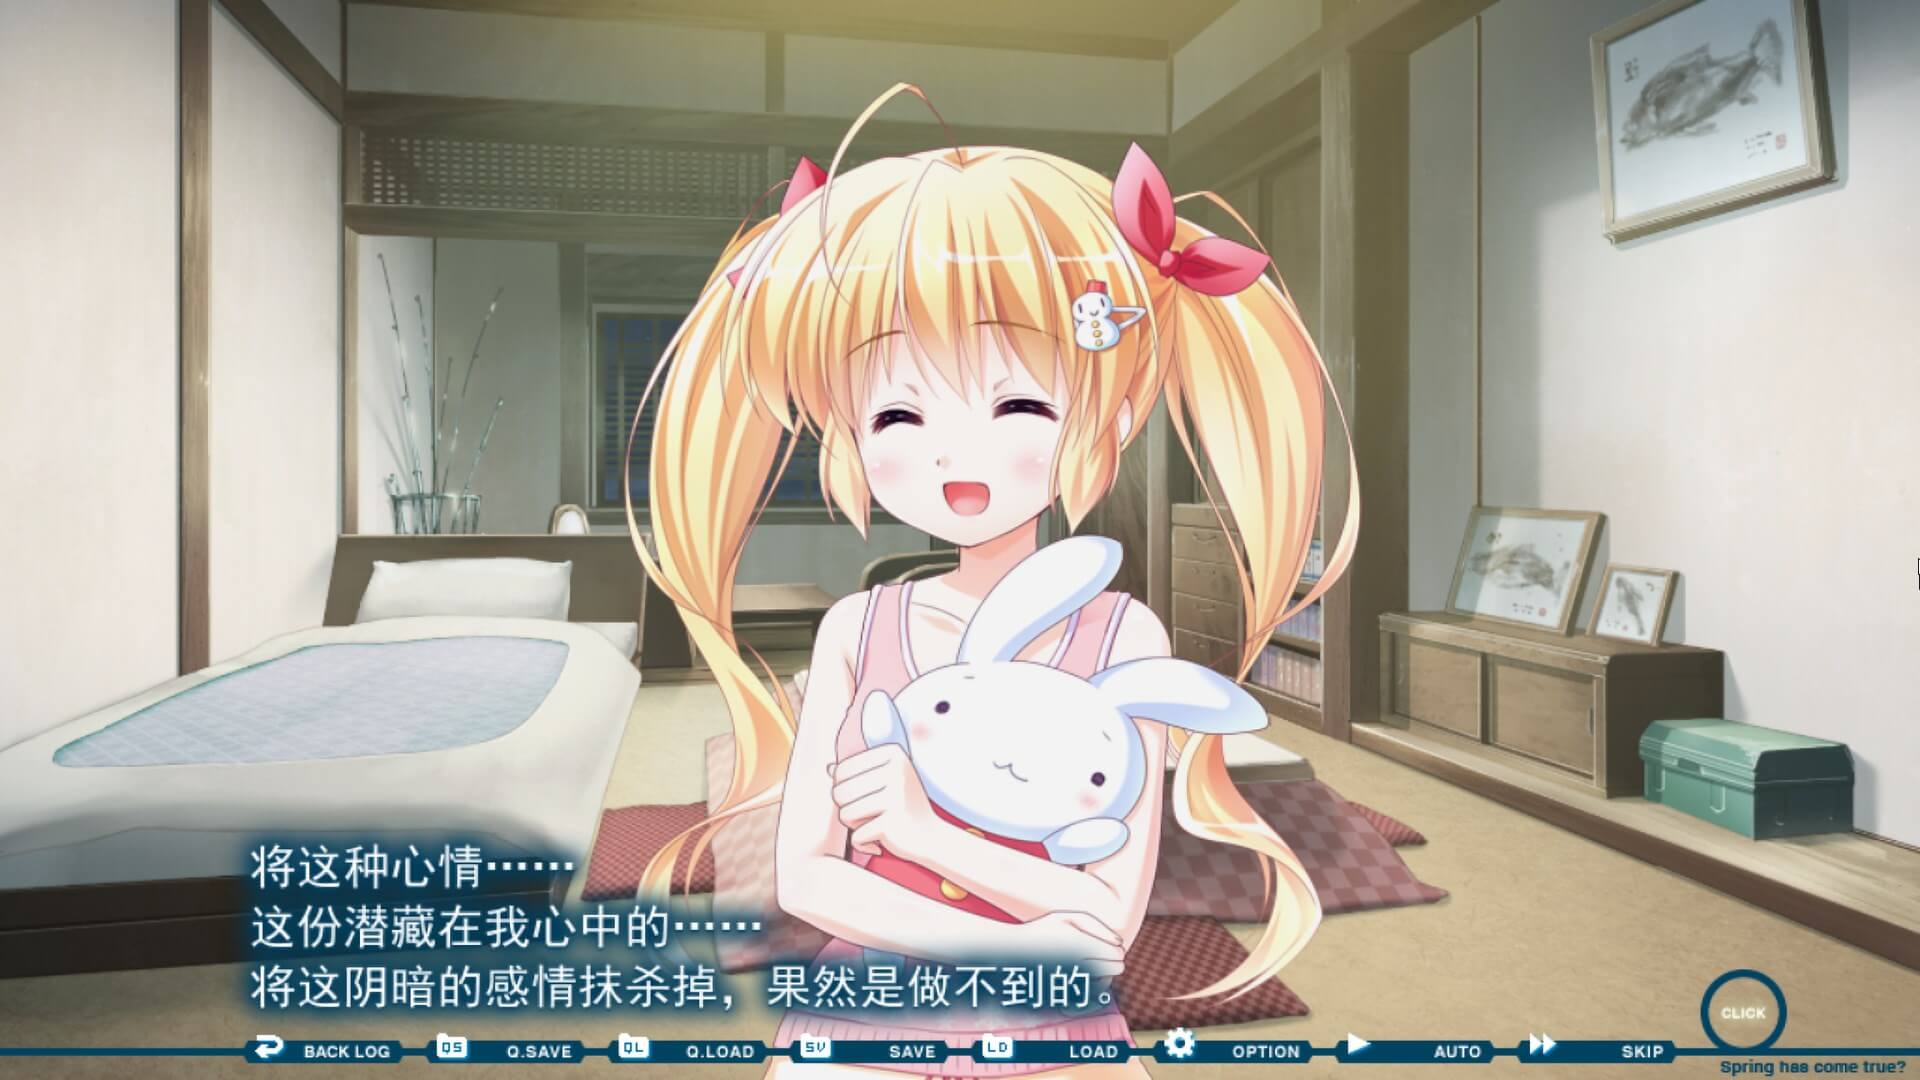 将这种心情……
这份潜藏在我心中的……
将这阴暗的感情抹杀掉，果然是做不到的。
CLICK
QS
QL
SV
LD
BACK LOG
Q.SAVE
Q.LOAD
SAVE
LOAD
OPTION
AUTO
SKIP
Spring has come true?